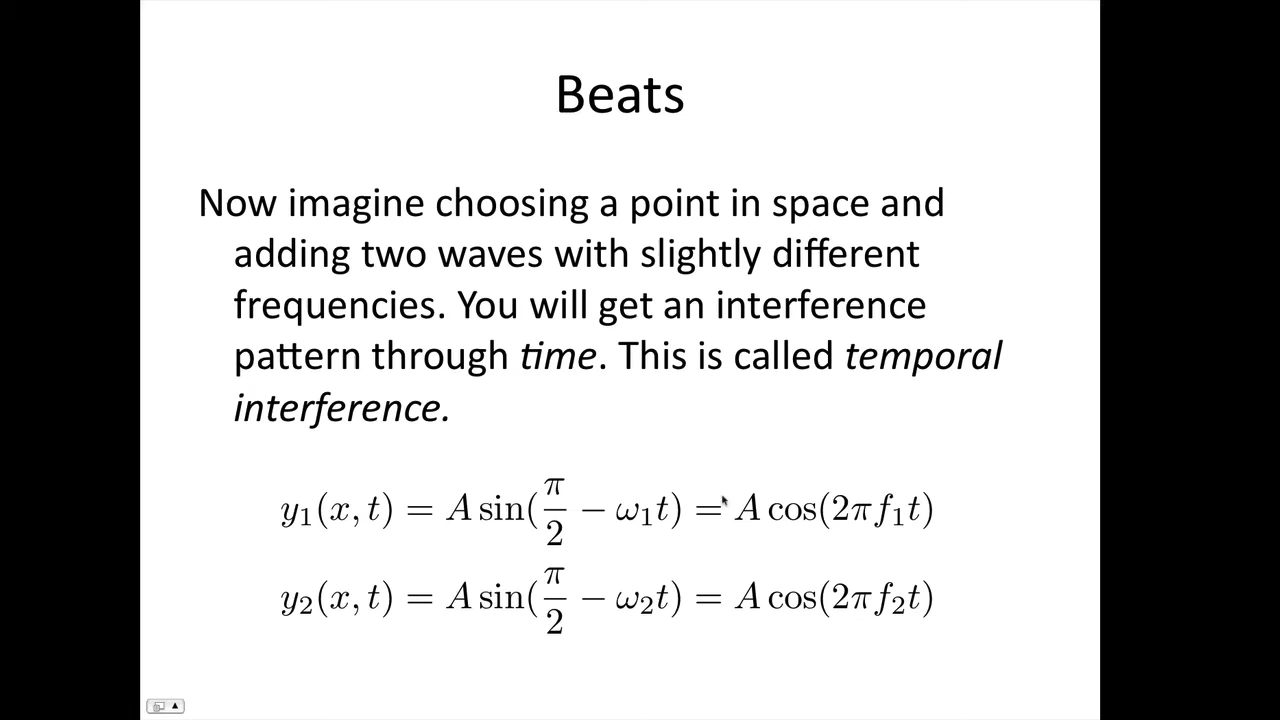 Beats
Now imagine choosing a point in space and
adding two waves with slightly different
frequencies. You will get an interference
pattern through time. This is called temporal
interference.
y₁(x, t) = A sin(π/2 − ω₁t) = A cos(2πf₁t)
y₂(x, t) = A sin(π/2 − ω₂t) = A cos(2πf₂t)